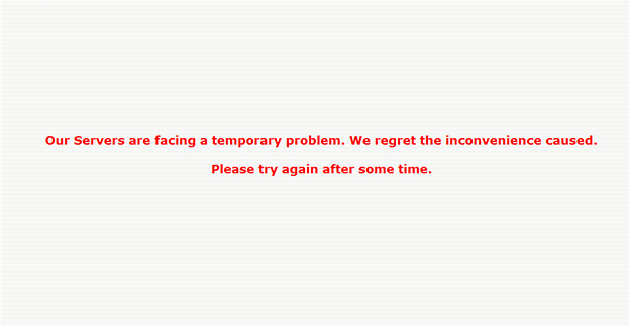 Our Servers are facing a temporary problem. We regret the inconvenience caused.
Please try again after some time.